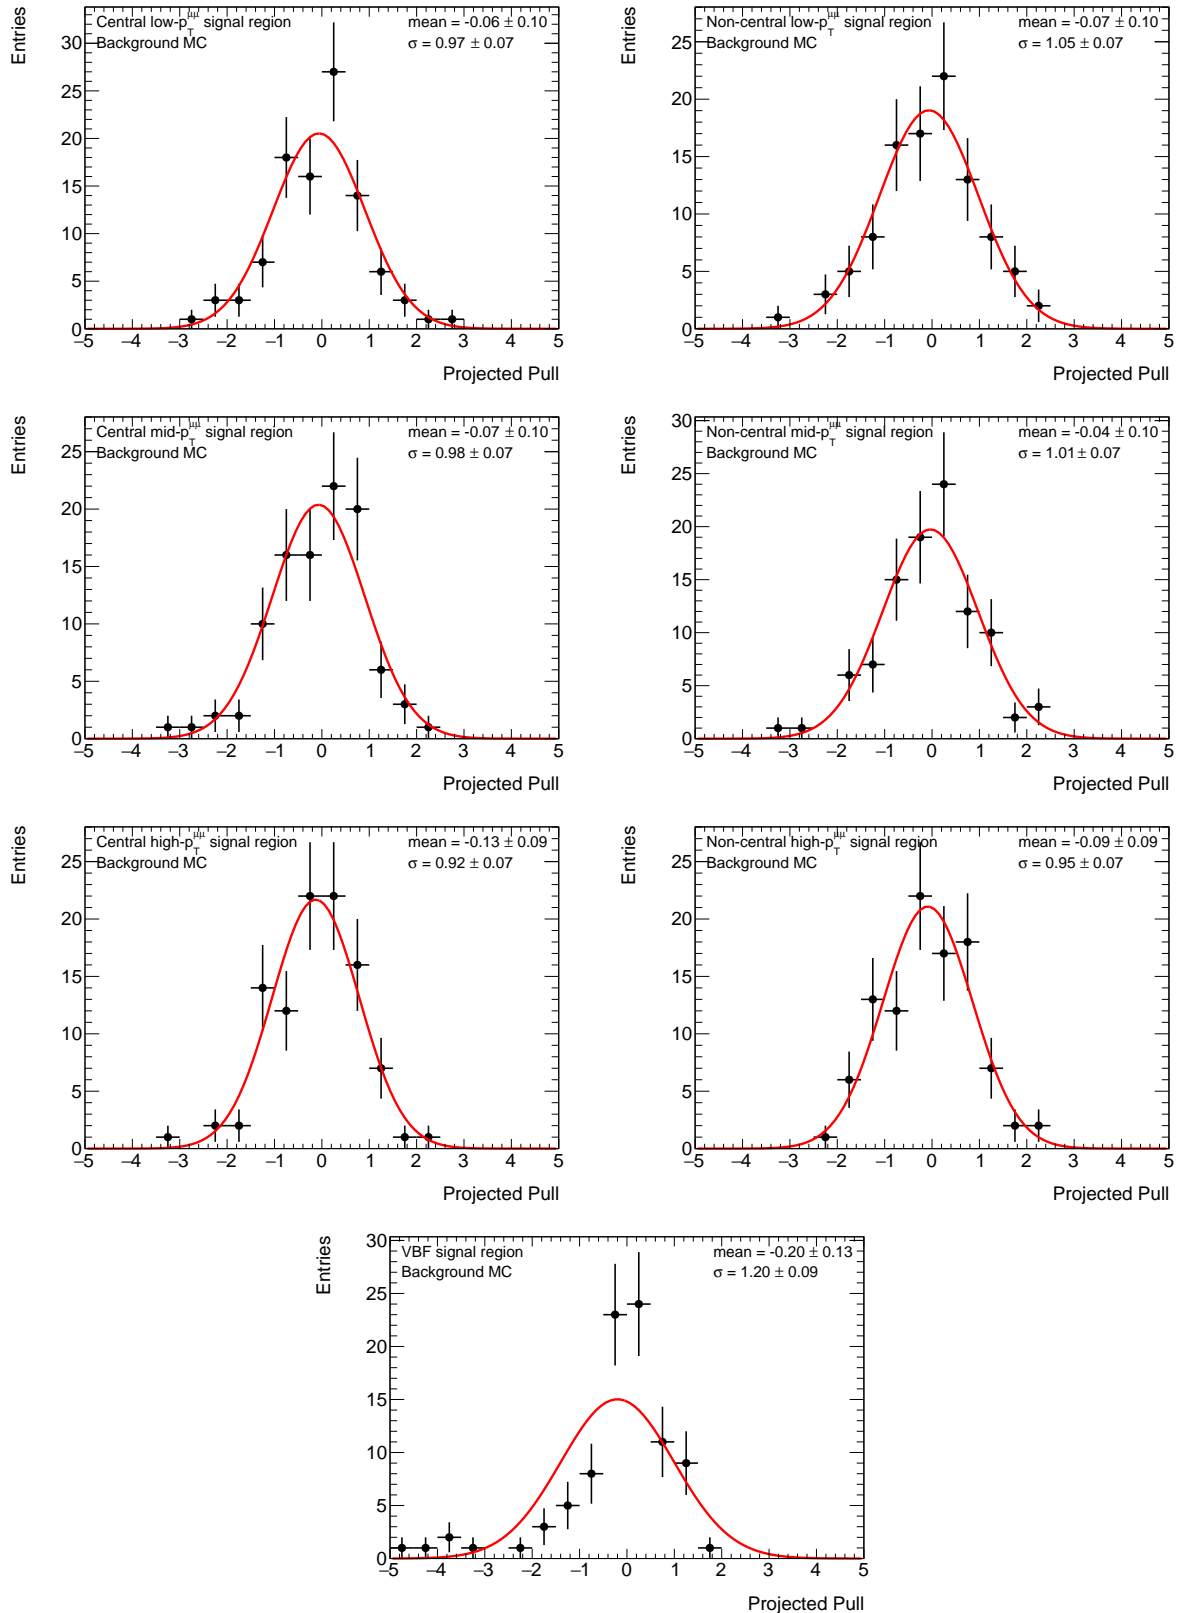 Central low-p_T^μμ signal region
Background MC
mean = -0.06 ± 0.10
σ = 0.97 ± 0.07
Entries
30
25
20
15
10
5
0
−5 −4 −3 −2 −1 0 1 2 3 4 5
Projected Pull
Non-central low-p_T^μμ signal region
Background MC
mean = -0.07 ± 0.10
σ = 1.05 ± 0.07
Entries
25
20
15
10
5
0
−5 −4 −3 −2 −1 0 1 2 3 4 5
Projected Pull
Central mid-p_T^μμ signal region
Background MC
mean = -0.07 ± 0.10
σ = 0.98 ± 0.07
Entries
25
20
15
10
5
0
−5 −4 −3 −2 −1 0 1 2 3 4 5
Projected Pull
Non-central mid-p_T^μμ signal region
Background MC
mean = -0.04 ± 0.10
σ = 1.01 ± 0.07
Entries
30
25
20
15
10
5
0
−5 −4 −3 −2 −1 0 1 2 3 4 5
Projected Pull
Central high-p_T^μμ signal region
Background MC
mean = -0.13 ± 0.09
σ = 0.92 ± 0.07
Entries
25
20
15
10
5
0
−5 −4 −3 −2 −1 0 1 2 3 4 5
Projected Pull
Non-central high-p_T^μμ signal region
Background MC
mean = -0.09 ± 0.09
σ = 0.95 ± 0.07
Entries
25
20
15
10
5
0
−5 −4 −3 −2 −1 0 1 2 3 4 5
Projected Pull
VBF signal region
Background MC
mean = -0.20 ± 0.13
σ = 1.20 ± 0.09
Entries
30
25
20
15
10
5
0
−5 −4 −3 −2 −1 0 1 2 3 4 5
Projected Pull